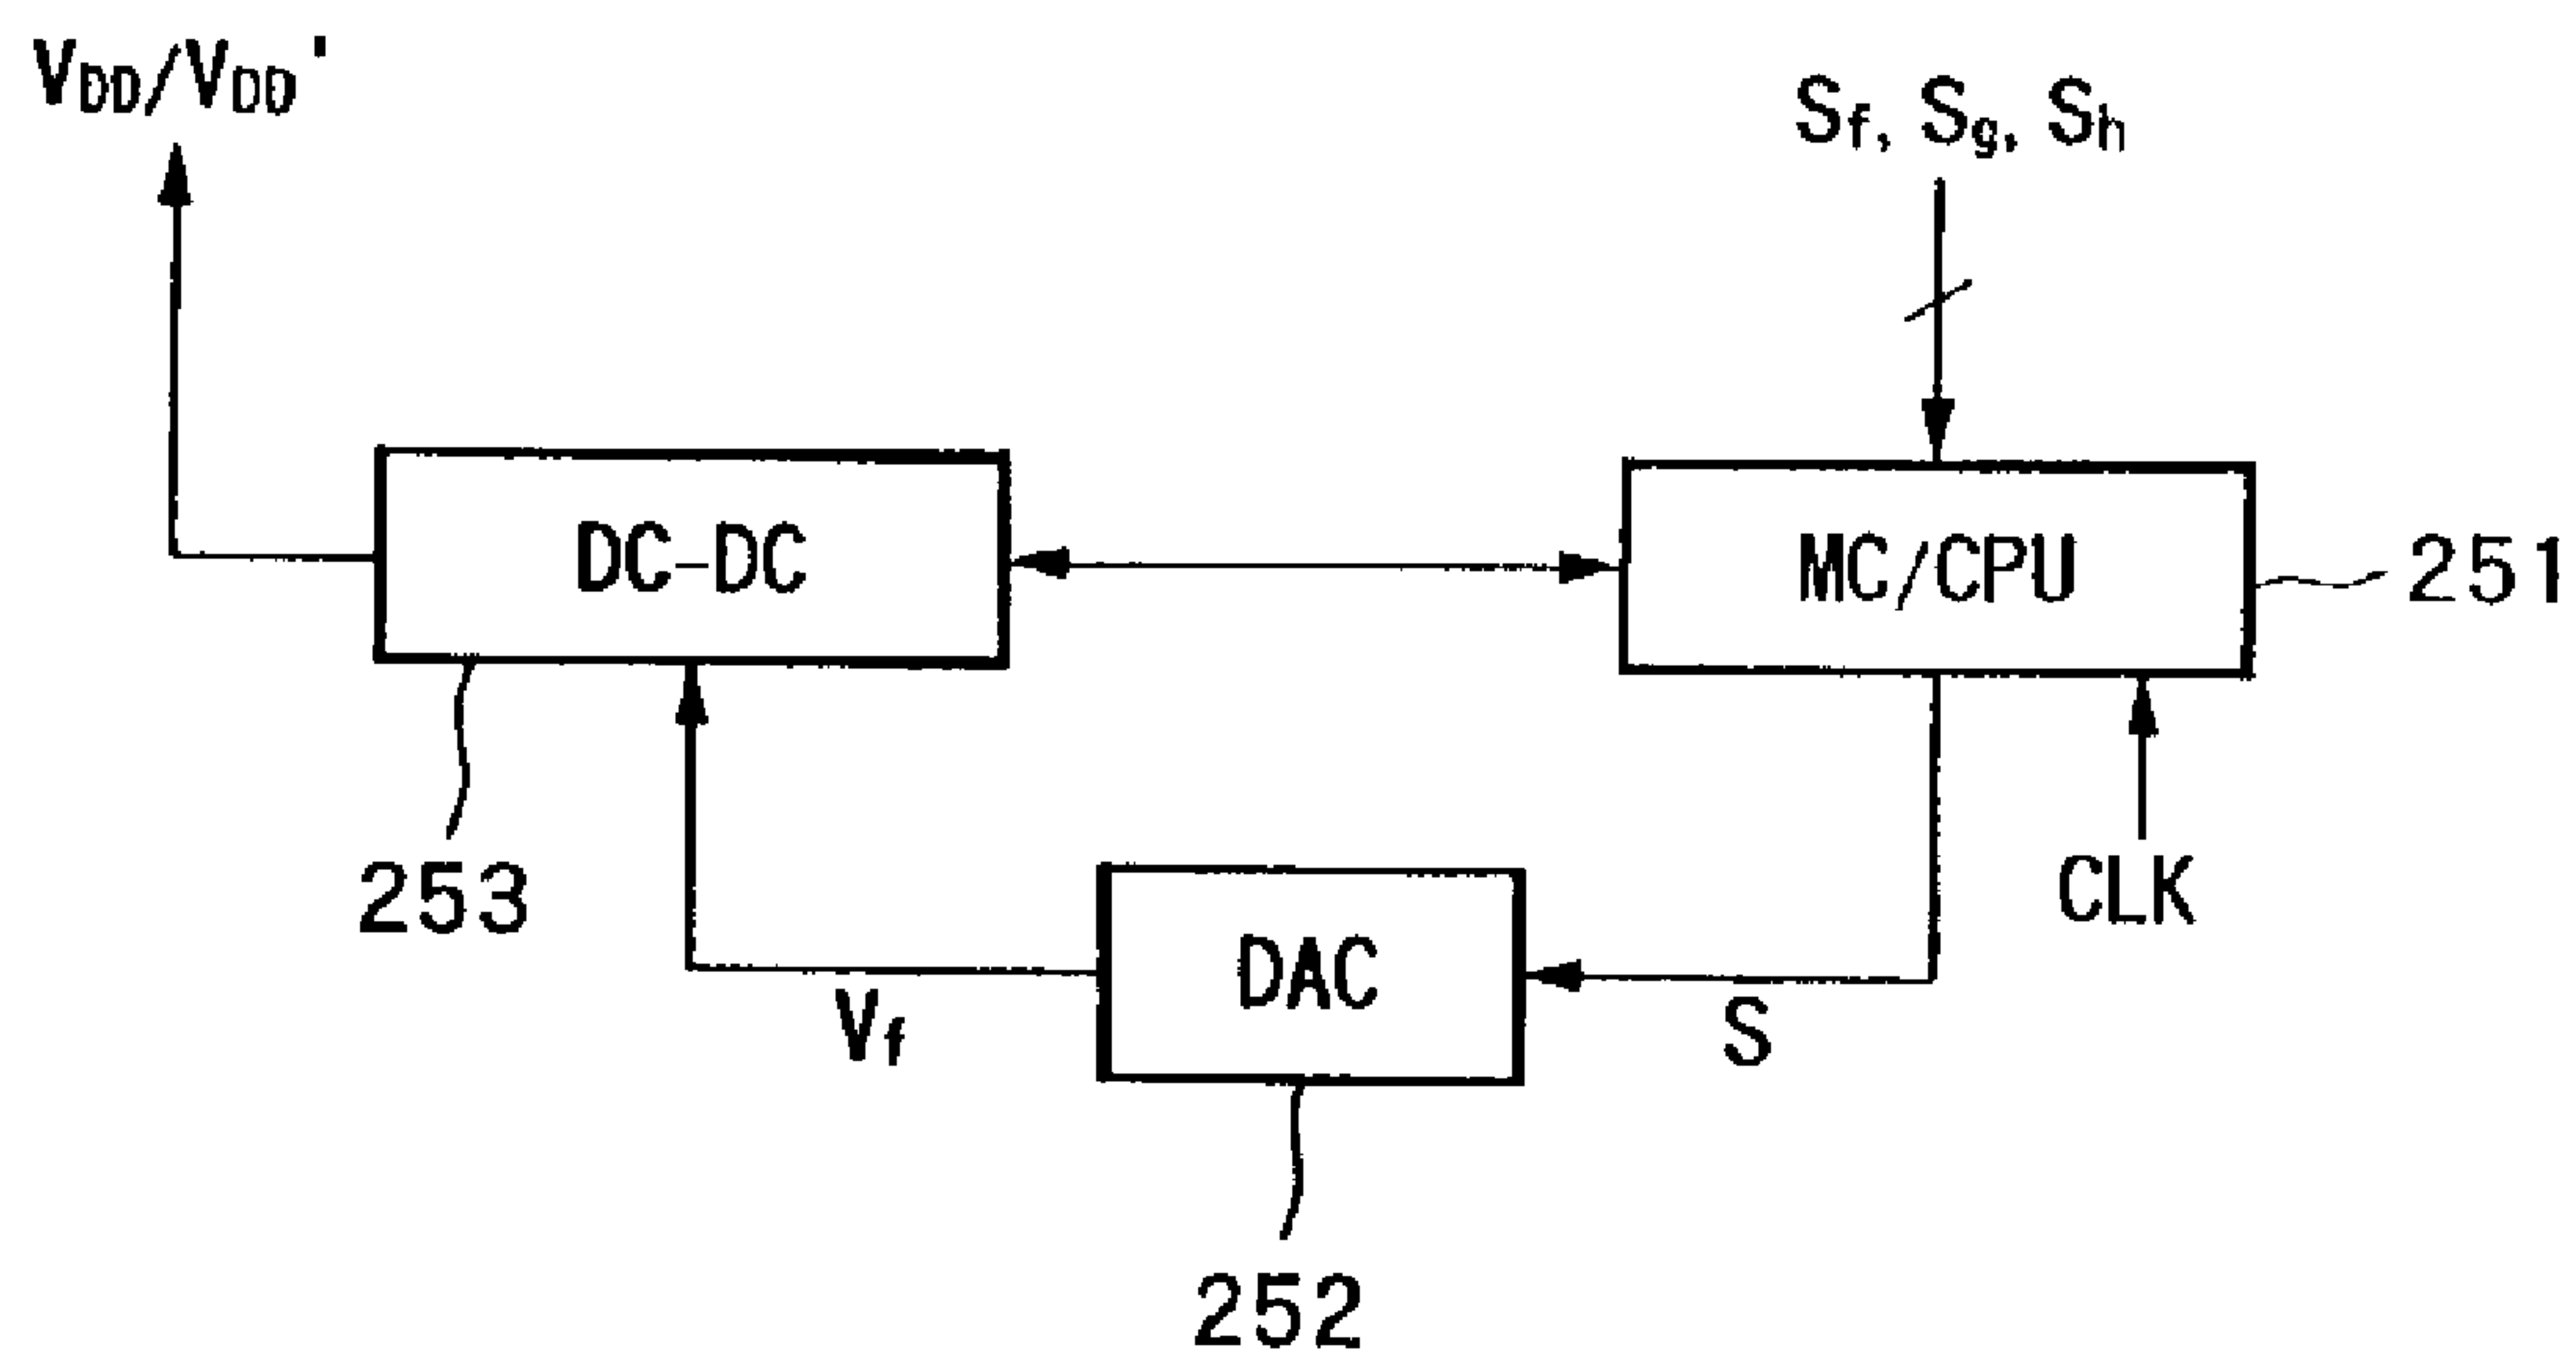 VDD/VDD'
Sf, Sg, Sh
DC-DC
MC/CPU
251
253
CLK
DAC
Vf
S
252